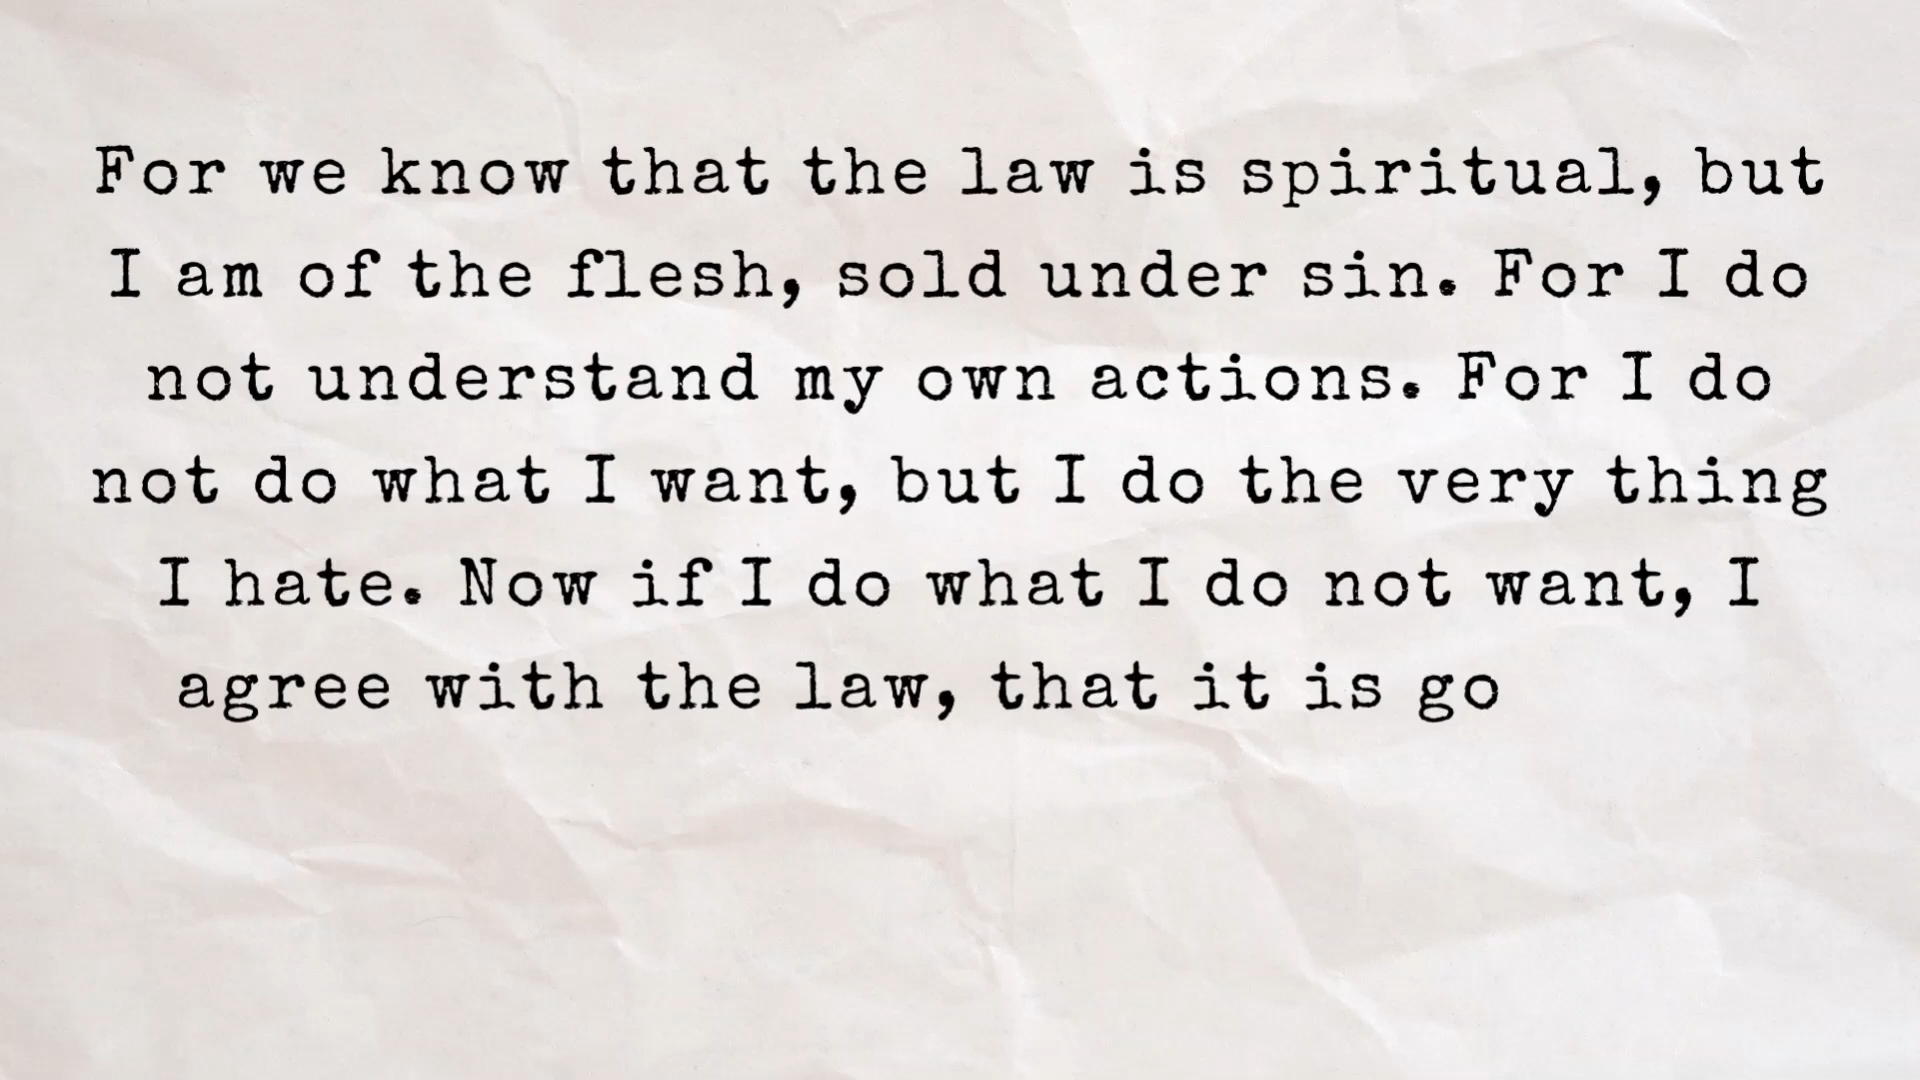 For we know that the law is spiritual, but
I am of the flesh, sold under sin. For I do
not understand my own actions. For I do
not do what I want, but I do the very thing
I hate. Now if I do what I do not want, I
agree with the law, that it is go